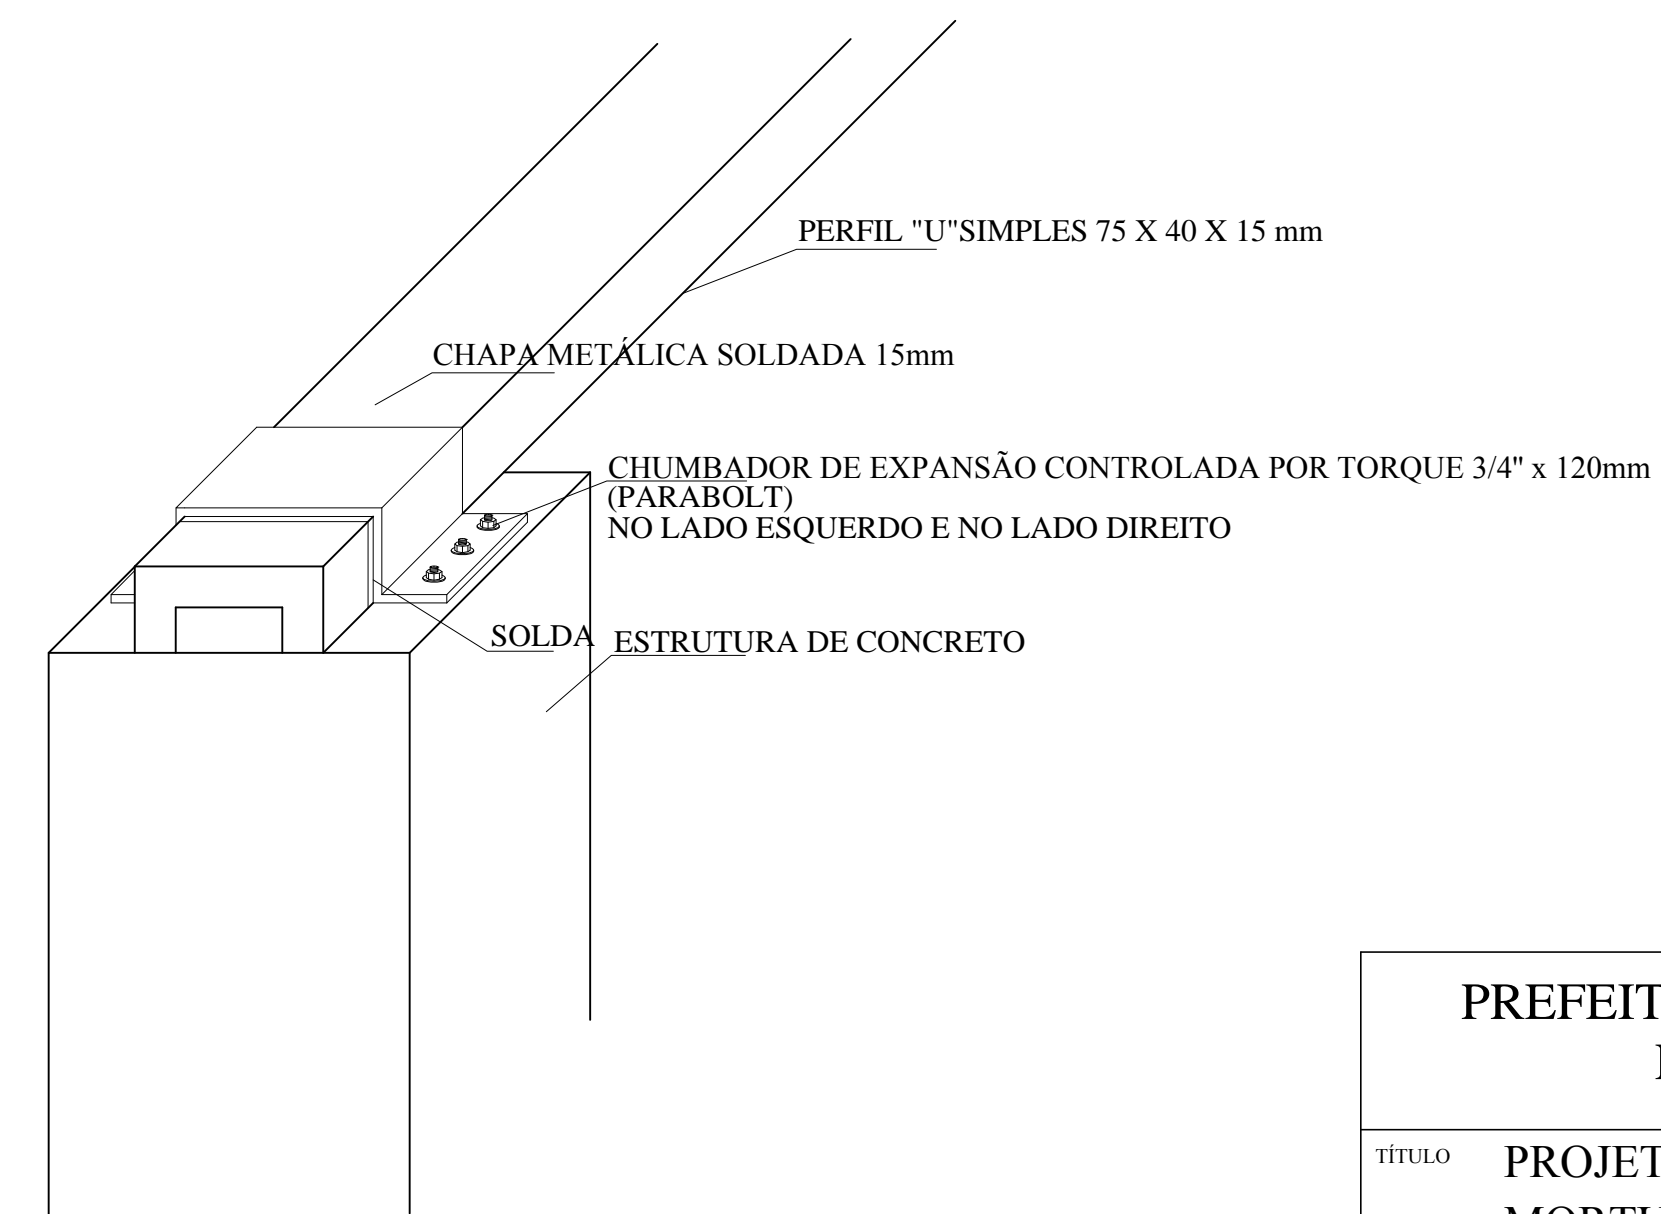 PERFIL "U"SIMPLES 75 X 40 X 15 mm
CHAPA METÁLICA SOLDADA 15mm
CHUMBADOR DE EXPANSÃO CONTROLADA POR TORQUE 3/4" x 120mm
(PARABOLT)
NO LADO ESQUERDO E NO LADO DIREITO
SOLDA
ESTRUTURA DE CONCRETO
PREFEIT
TÍTULO
PROJET